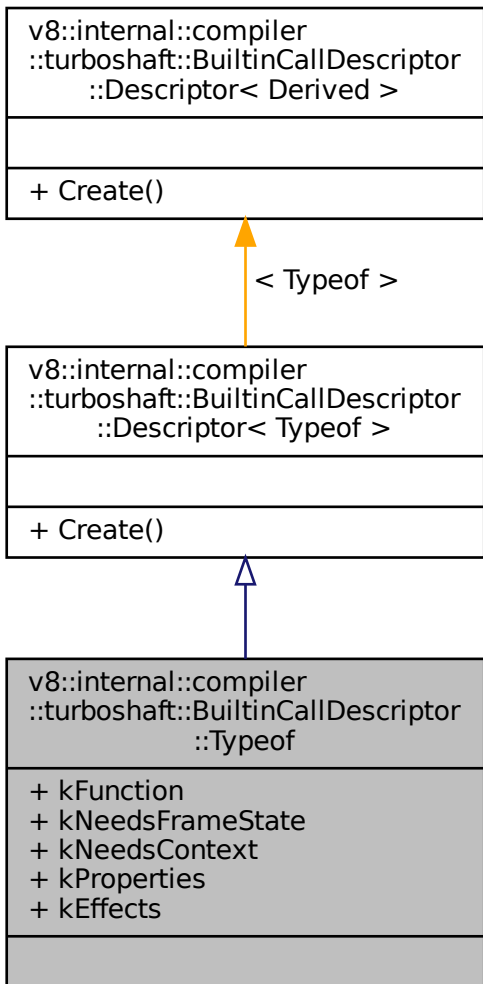 v8::internal::compiler
::turboshaft::BuiltinCallDescriptor
::Descriptor< Derived >
+ Create()
< Typeof >
v8::internal::compiler
::turboshaft::BuiltinCallDescriptor
::Descriptor< Typeof >
+ Create()
v8::internal::compiler
::turboshaft::BuiltinCallDescriptor
::Typeof
+ kFunction
+ kNeedsFrameState
+ kNeedsContext
+ kProperties
+ kEffects